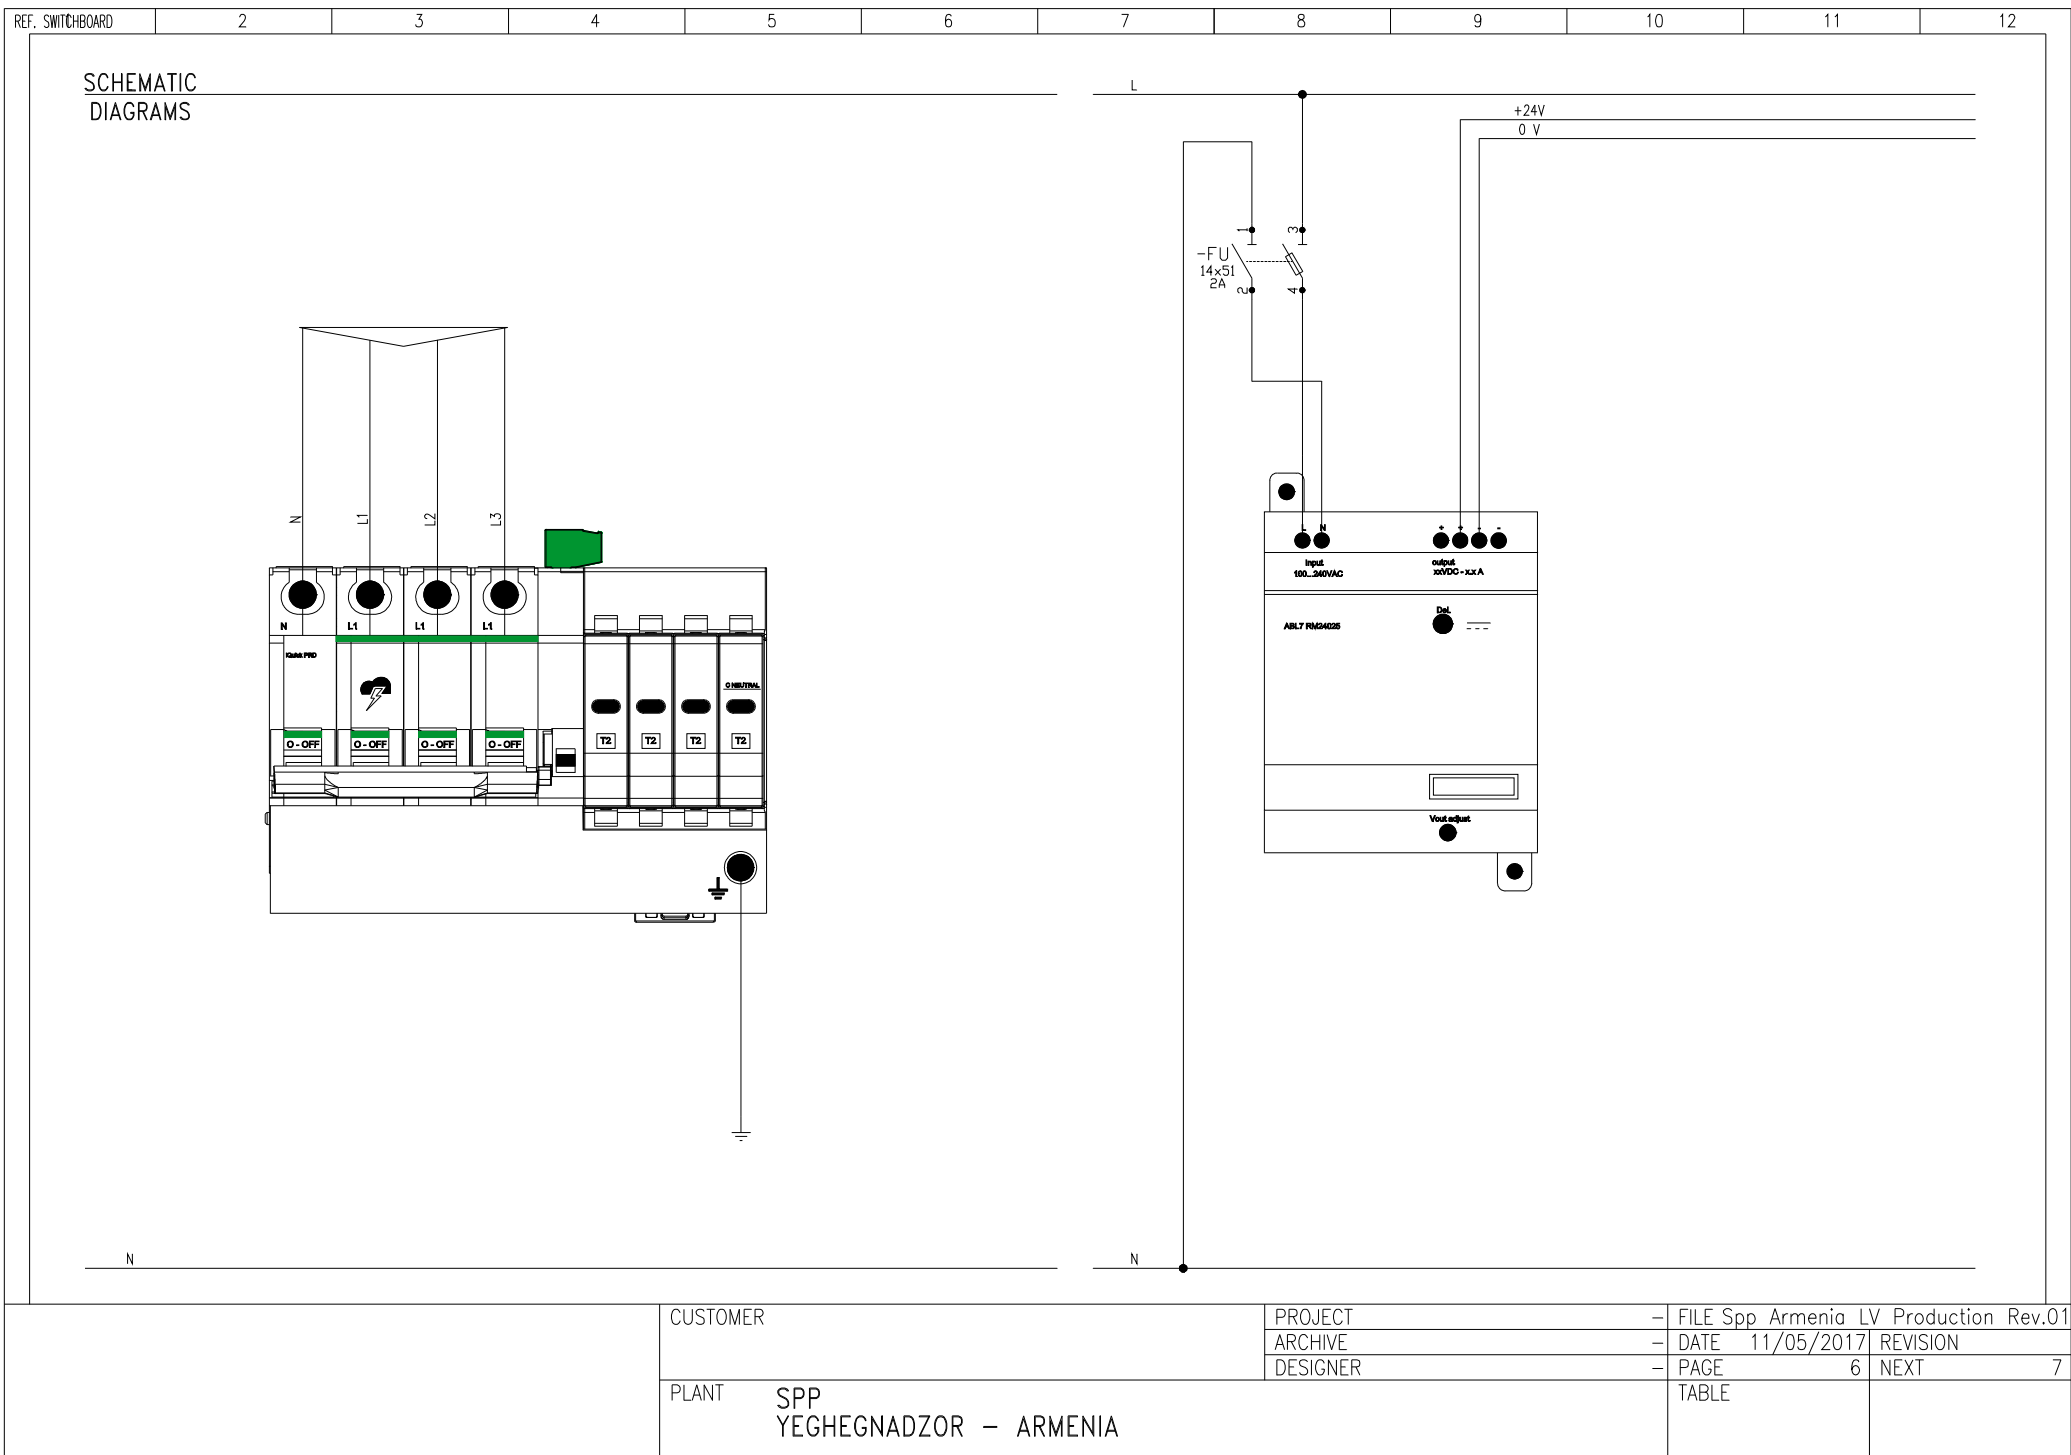 REF. SWITCHBOARD 2 3 4 5 6 7 8 9 10 11 12
SCHEMATIC
DIAGRAMS
L
+24V
0 V
1 3
-FU
14x51
2A
2 4
N L1 L2 L3
N L1 L1 L1
C NEUTRAL
O - OFF O - OFF O - OFF O - OFF
T2 T2 T2 T2
L N + + - -
Input
100...240VAC
output
xxVDC - x.x A
ABL7 RM24025
Vout adjust
N
N
CUSTOMER
PROJECT -
ARCHIVE -
DESIGNER -
FILE Spp Armenia LV Production Rev.01
DATE 11/05/2017 REVISION
PAGE 6 NEXT 7
PLANT SPP
YEGHEGNADZOR - ARMENIA
TABLE